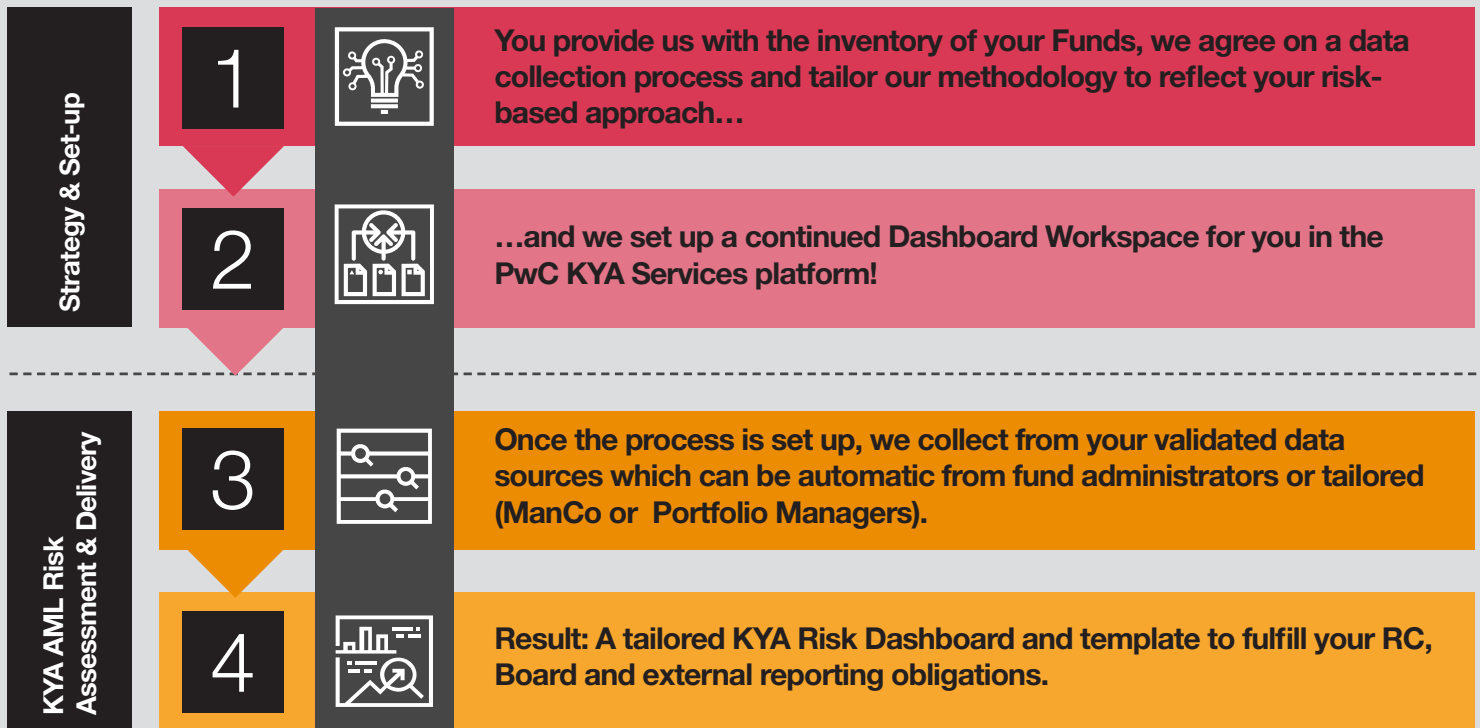 Strategy & Set-up
1
You provide us with the inventory of your Funds, we agree on a data
collection process and tailor our methodology to reflect your risk-
based approach…
2
…and we set up a continued Dashboard Workspace for you in the
PwC KYA Services platform!
KYA AML Risk
Assessment & Delivery
3
Once the process is set up, we collect from your validated data
sources which can be automatic from fund administrators or tailored
(ManCo or  Portfolio Managers).
4
Result: A tailored KYA Risk Dashboard and template to fulfill your RC,
Board and external reporting obligations.